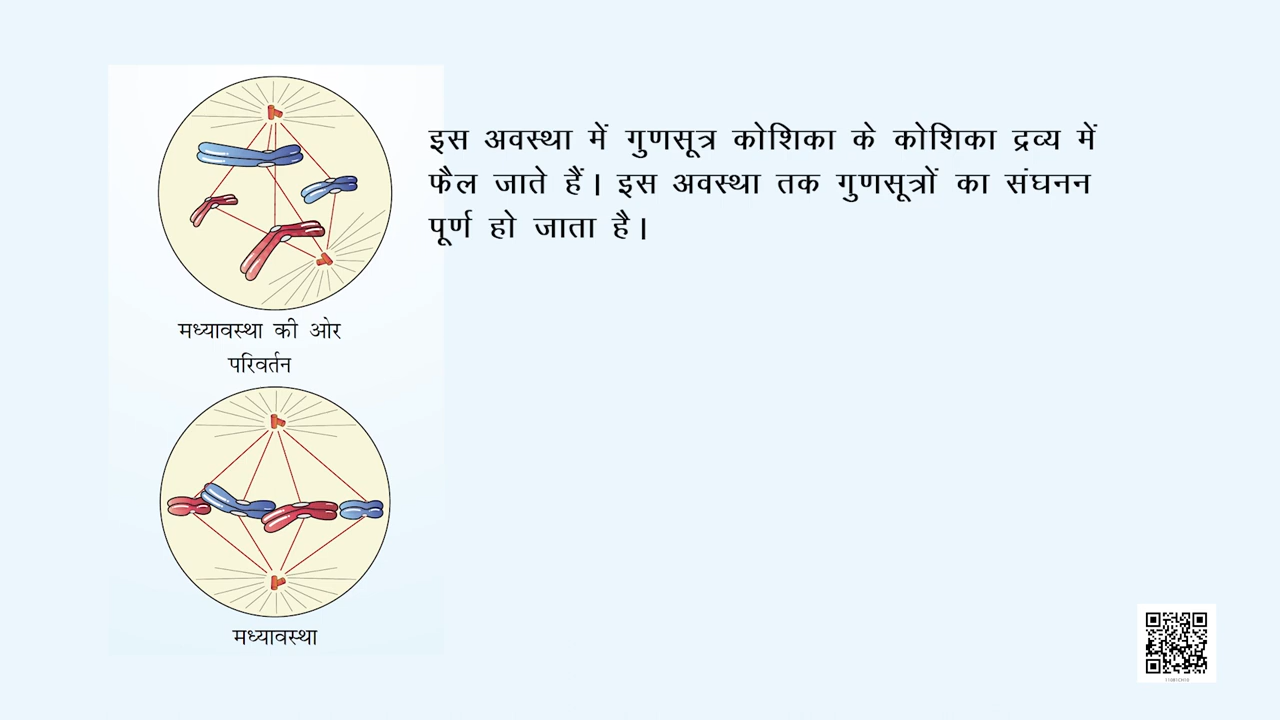 इस अवस्था में गुणसूत्र कोशिका के कोशिका द्रव्य में
फैल जाते हैं। इस अवस्था तक गुणसूत्रों का संघनन
पूर्ण हो जाता है।
मध्यावस्था की ओर
परिवर्तन
मध्यावस्था